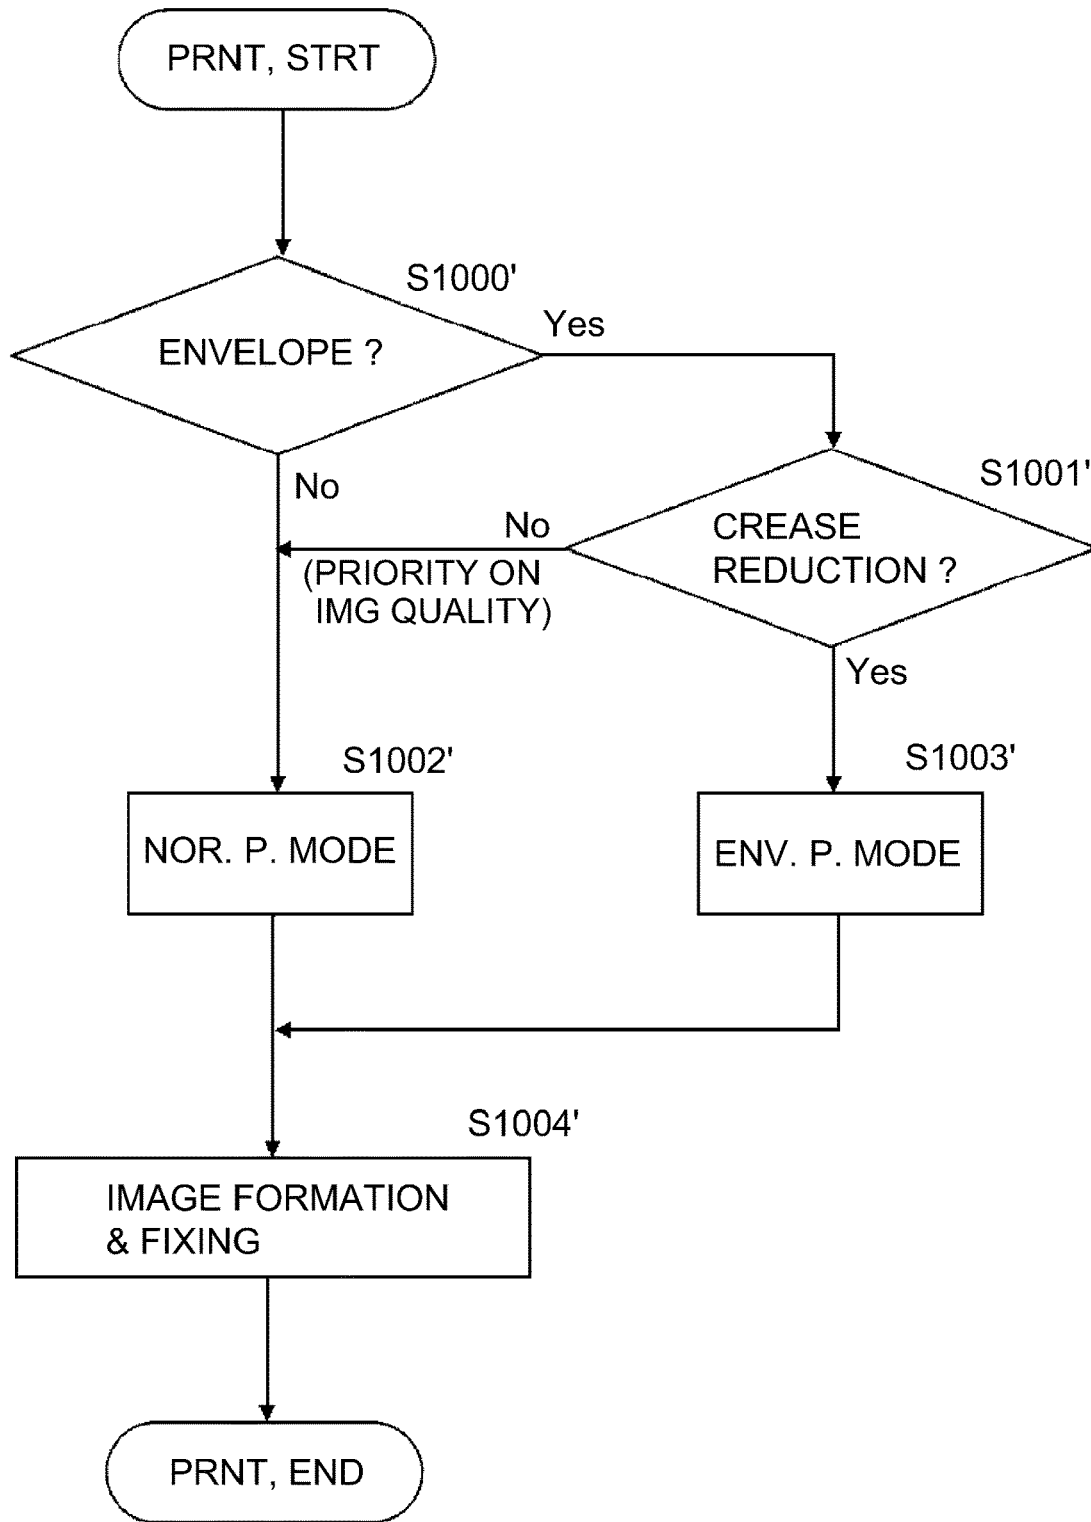 PRNT, STRT
S1000'
ENVELOPE ?
Yes
No
S1001'
CREASE
REDUCTION ?
No
(PRIORITY ON
IMG QUALITY)
Yes
S1002'
NOR. P. MODE
S1003'
ENV. P. MODE
S1004'
IMAGE FORMATION
& FIXING
PRNT, END